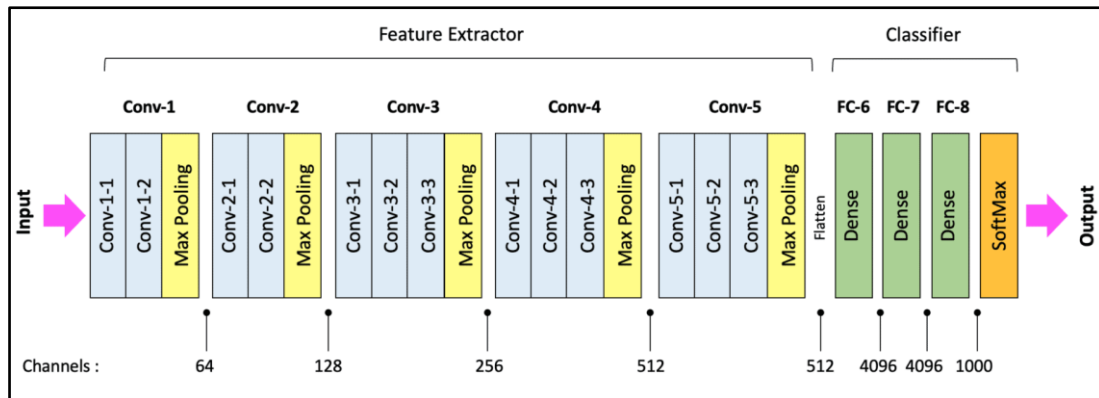 Feature Extractor
Classifier
Conv-1
Conv-2
Conv-3
Conv-4
Conv-5
FC-6
FC-7
FC-8
Input
Conv-1-1
Conv-1-2
Max Pooling
Conv-2-1
Conv-2-2
Max Pooling
Conv-3-1
Conv-3-2
Conv-3-3
Max Pooling
Conv-4-1
Conv-4-2
Conv-4-3
Max Pooling
Conv-5-1
Conv-5-2
Conv-5-3
Max Pooling
Flatten
Dense
Dense
Dense
SoftMax
Output
Channels : 64 128 256 512 512 4096 4096 1000